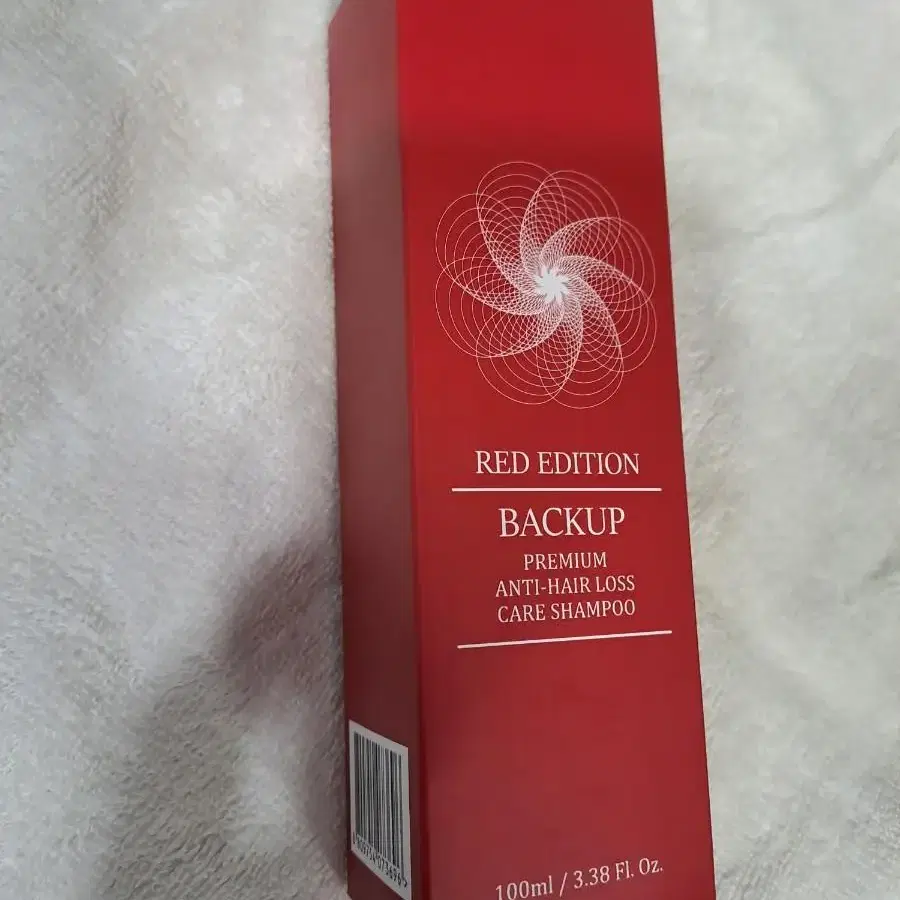 RED EDITION
BACKUP
PREMIUM
ANTI-HAIR LOSS
CARE SHAMPOO
100ml / 3.38 Fl. Oz.